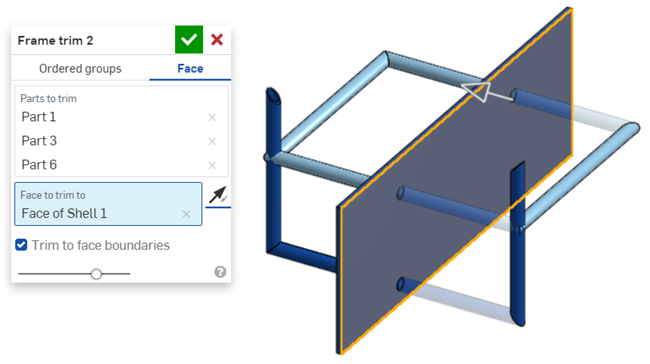 Frame trim 2
Ordered groups
Face
Parts to trim
Part 1
Part 3
Part 6
Face to trim to
Face of Shell 1
Trim to face boundaries